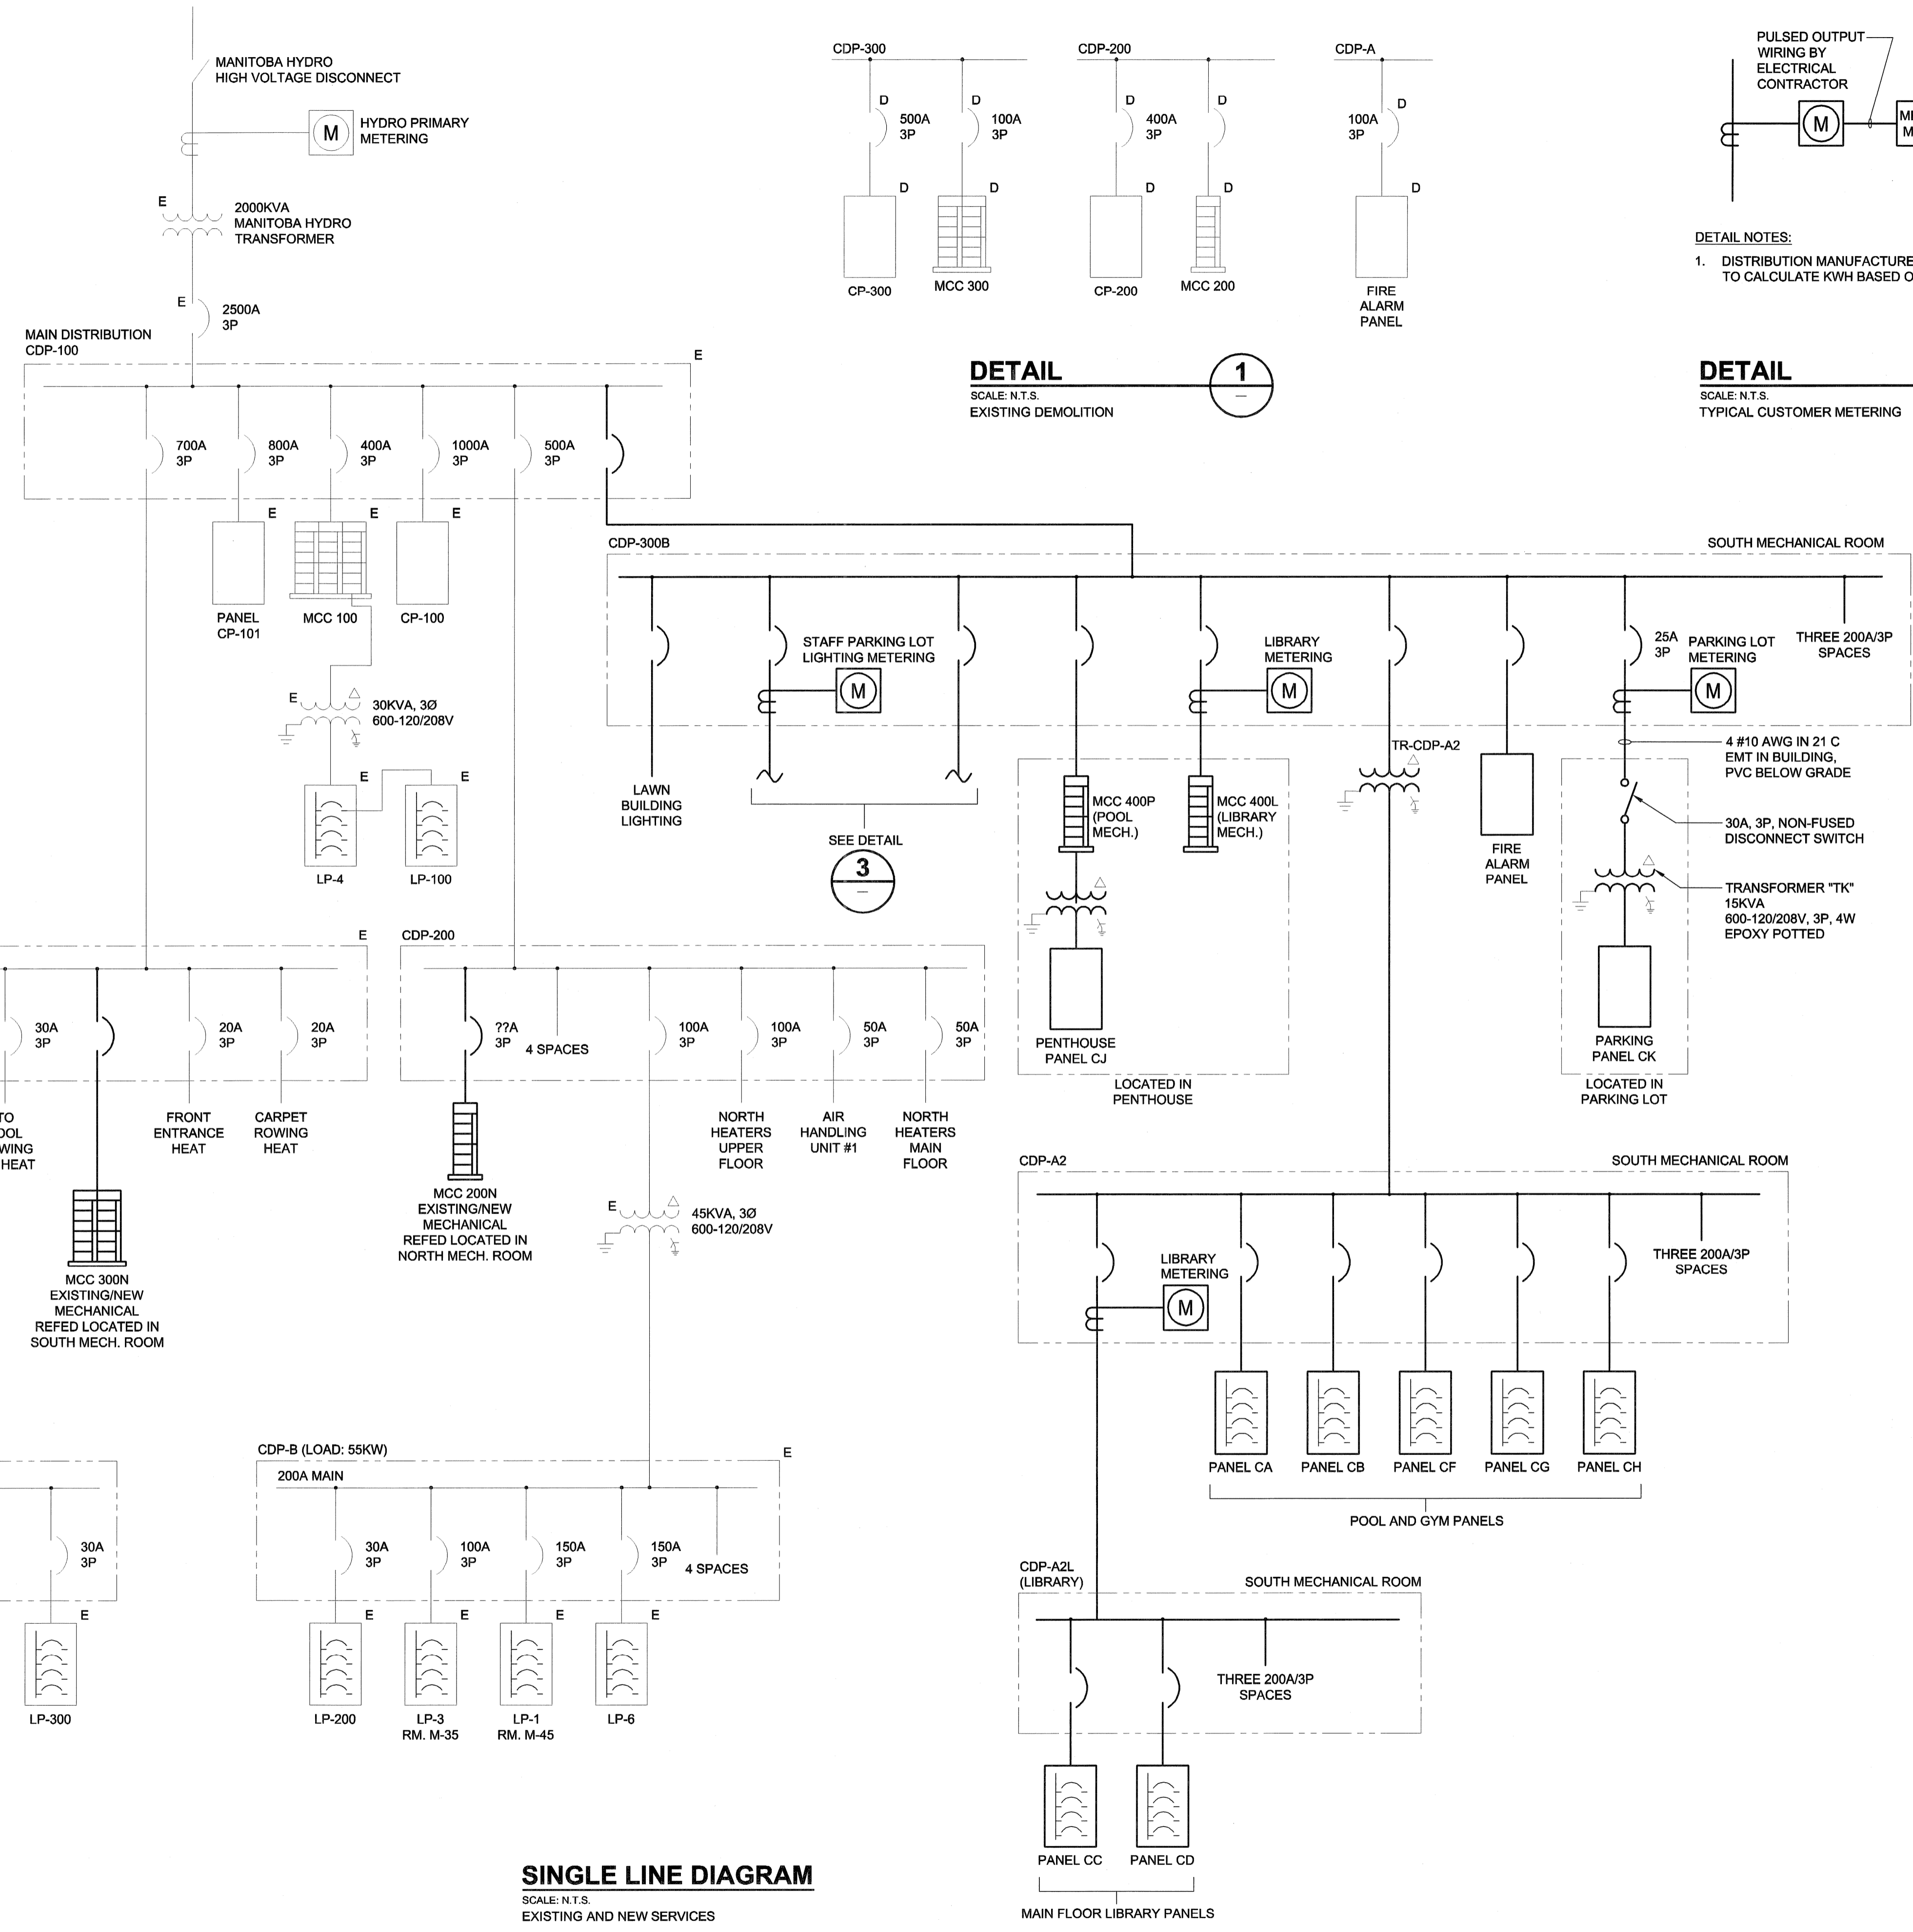 MANITOBA HYDRO
HIGH VOLTAGE DISCONNECT
M
HYDRO PRIMARY
METERING
E
2000KVA
MANITOBA HYDRO
TRANSFORMER
E
2500A
3P
MAIN DISTRIBUTION
CDP-100
E
700A
3P
800A
3P
400A
3P
1000A
3P
500A
3P
E
E
E
PANEL
CP-101
MCC 100
CP-100
E
30KVA, 3Ø
600-120/208V
E
E
LP-4
LP-100
CDP-300
D
500A
3P
D
100A
3P
D
D
CP-300
MCC 300
CDP-200
D
400A
3P
D
D
D
CP-200
MCC 200
CDP-A
100A
3P
D
D
FIRE
ALARM
PANEL
DETAIL
1
SCALE: N.T.S.
EXISTING DEMOLITION
PULSED OUTPUT
WIRING BY
ELECTRICAL
CONTRACTOR
M
DETAIL NOTES:
1. DISTRIBUTION MANUFACTURE
TO CALCULATE KWH BASED O
DETAIL
SCALE: N.T.S.
TYPICAL CUSTOMER METERING
CDP-300B
SOUTH MECHANICAL ROOM
STAFF PARKING LOT
LIGHTING METERING
M
LIBRARY
METERING
M
25A
3P
PARKING LOT
METERING
M
THREE 200A/3P
SPACES
LAWN
BUILDING
LIGHTING
SEE DETAIL
3
MCC 400P
(POOL
MECH.)
MCC 400L
(LIBRARY
MECH.)
TR-CDP-A2
FIRE
ALARM
PANEL
4 #10 AWG IN 21 C
EMT IN BUILDING,
PVC BELOW GRADE
30A, 3P, NON-FUSED
DISCONNECT SWITCH
TRANSFORMER "TK"
15KVA
600-120/208V, 3P, 4W
EPOXY POTTED
PENTHOUSE
PANEL CJ
LOCATED IN
PENTHOUSE
PARKING
PANEL CK
LOCATED IN
PARKING LOT
E
30A
3P
20A
3P
20A
3P
TO
OOL
WING
HEAT
FRONT
ENTRANCE
HEAT
CARPET
ROWING
HEAT
MCC 300N
EXISTING/NEW
MECHANICAL
REFED LOCATED IN
SOUTH MECH. ROOM
CDP-200
??A
3P
4 SPACES
100A
3P
100A
3P
50A
3P
50A
3P
MCC 200N
EXISTING/NEW
MECHANICAL
REFED LOCATED IN
NORTH MECH. ROOM
NORTH
HEATERS
UPPER
FLOOR
AIR
HANDLING
UNIT #1
NORTH
HEATERS
MAIN
FLOOR
E
45KVA, 3Ø
600-120/208V
CDP-A2
SOUTH MECHANICAL ROOM
LIBRARY
METERING
M
THREE 200A/3P
SPACES
PANEL CA
PANEL CB
PANEL CF
PANEL CG
PANEL CH
POOL AND GYM PANELS
30A
3P
E
LP-300
CDP-B (LOAD: 55KW)
E
200A MAIN
30A
3P
100A
3P
150A
3P
150A
3P
4 SPACES
E
E
E
E
LP-200
LP-3
RM. M-35
LP-1
RM. M-45
LP-6
CDP-A2L
(LIBRARY)
SOUTH MECHANICAL ROOM
THREE 200A/3P
SPACES
PANEL CC
PANEL CD
MAIN FLOOR LIBRARY PANELS
SINGLE LINE DIAGRAM
SCALE: N.T.S.
EXISTING AND NEW SERVICES